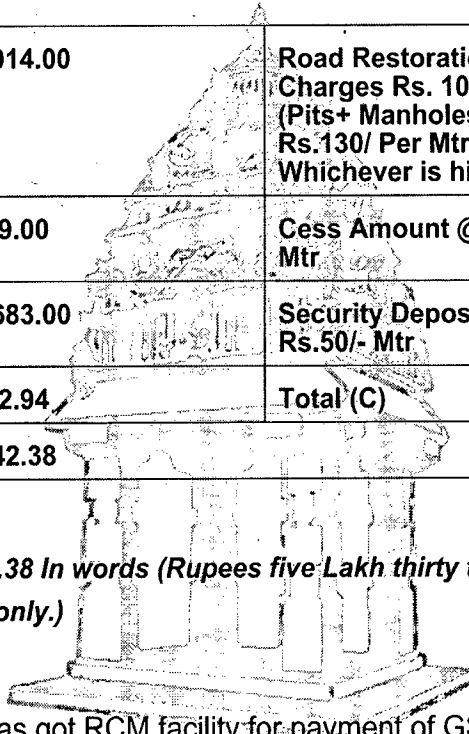 014.00
Road Restoratio
Charges Rs. 10
(Pits+ Manholes
Rs.130/ Per Mtr
Whichever is hi
9.00
Cess Amount @
Mtr
683.00
Security Depos
Rs.50/- Mtr
2.94
Total (C)
42.38
.38 In words (Rupees five Lakh thirty t
only.)
as got RCM facility for payment of GS